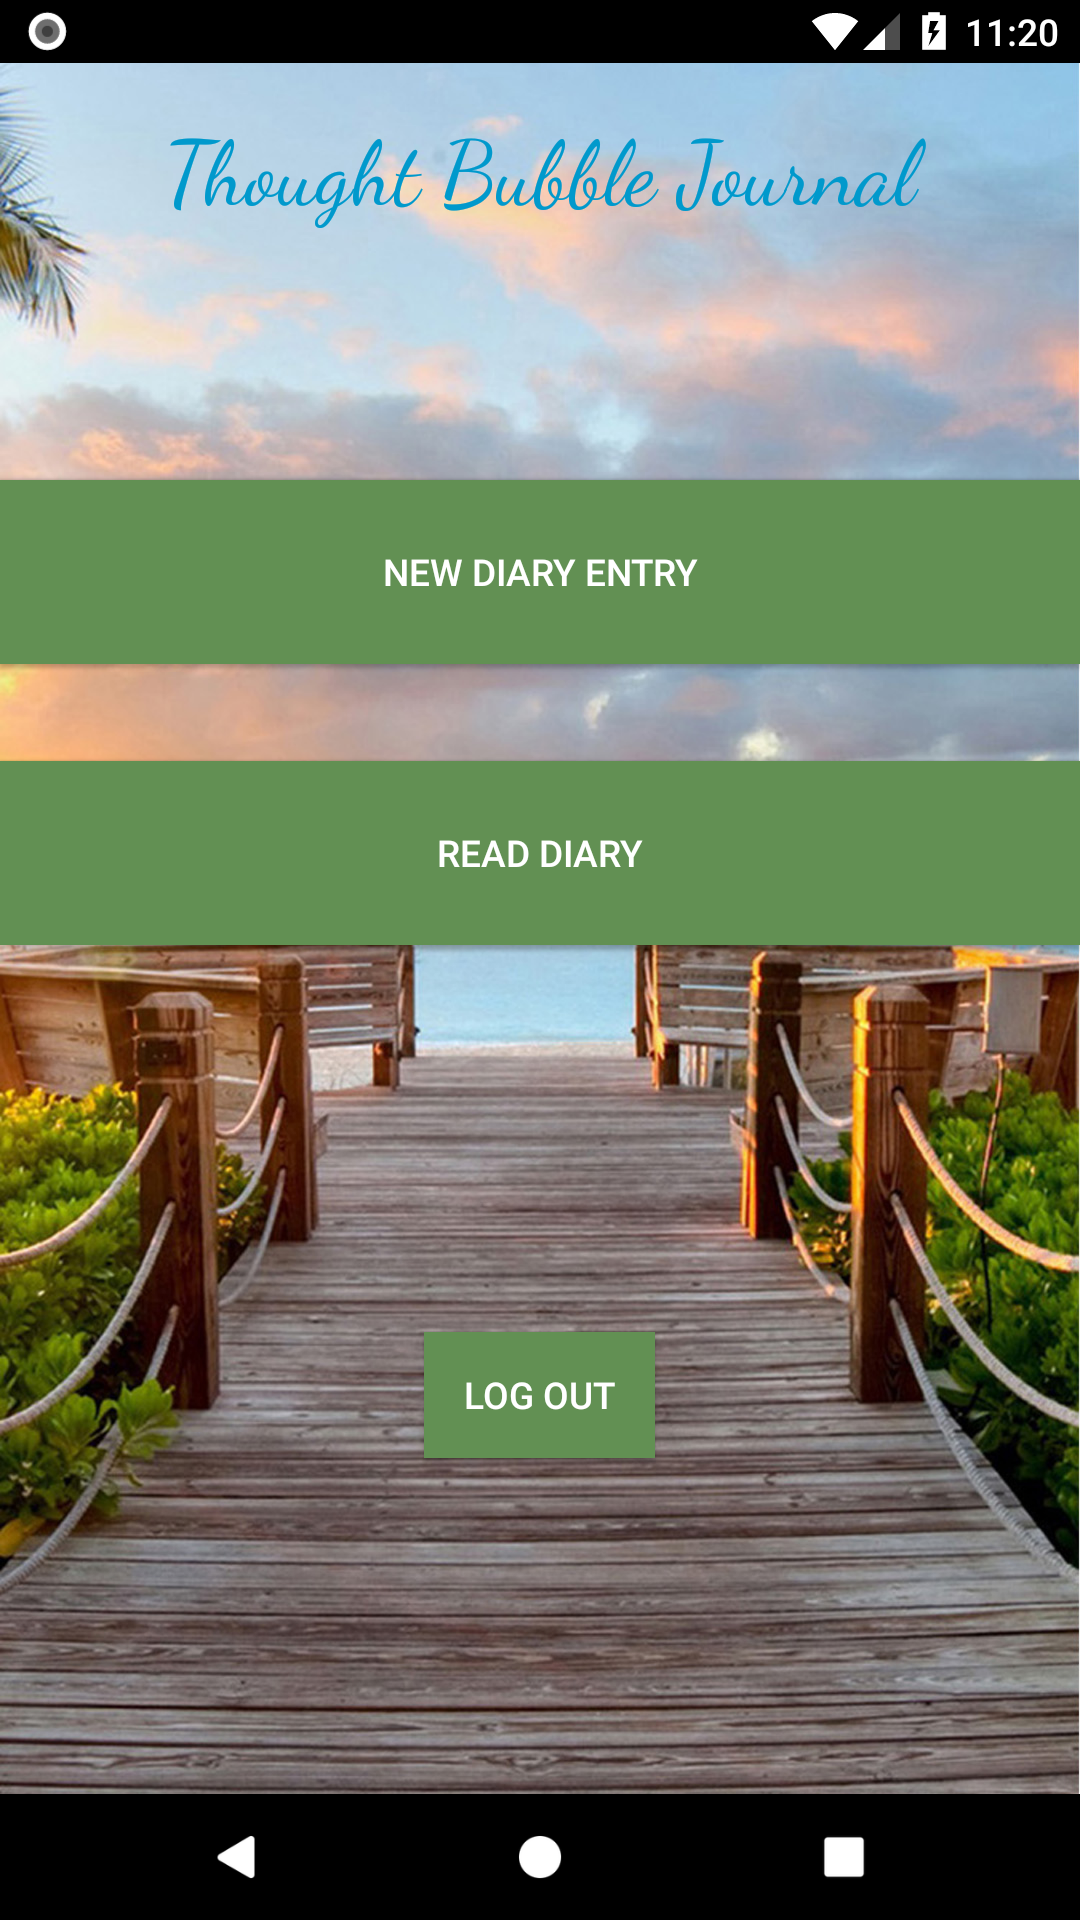 11:20
Thought Bubble Journal
NEW DIARY ENTRY
READ DIARY
LOG OUT